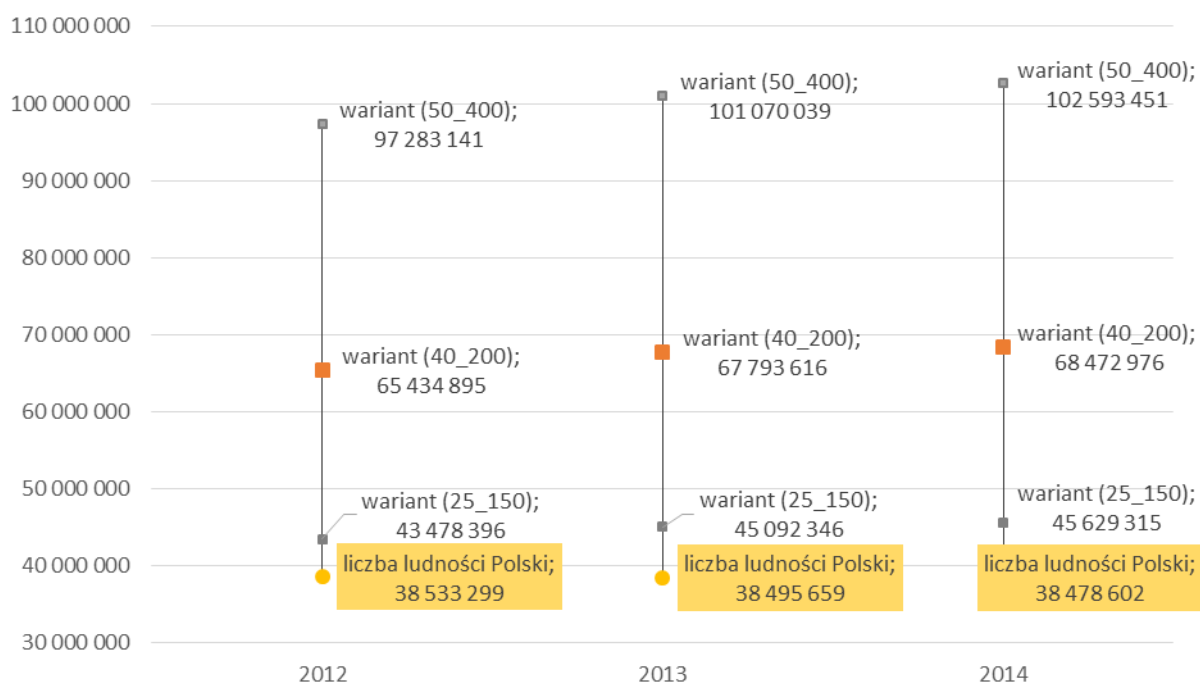 110 000 000
100 000 000
90 000 000
80 000 000
70 000 000
60 000 000
50 000 000
40 000 000
30 000 000
wariant (50_400);
97 283 141
wariant (40_200);
65 434 895
wariant (25_150);
43 478 396
liczba ludności Polski;
38 533 299
wariant (50_400);
101 070 039
wariant (40_200);
67 793 616
wariant (25_150);
45 092 346
liczba ludności Polski;
38 495 659
wariant (50_400);
102 593 451
wariant (40_200);
68 472 976
wariant (25_150);
45 629 315
liczba ludności Polski;
38 478 602
2012
2013
2014